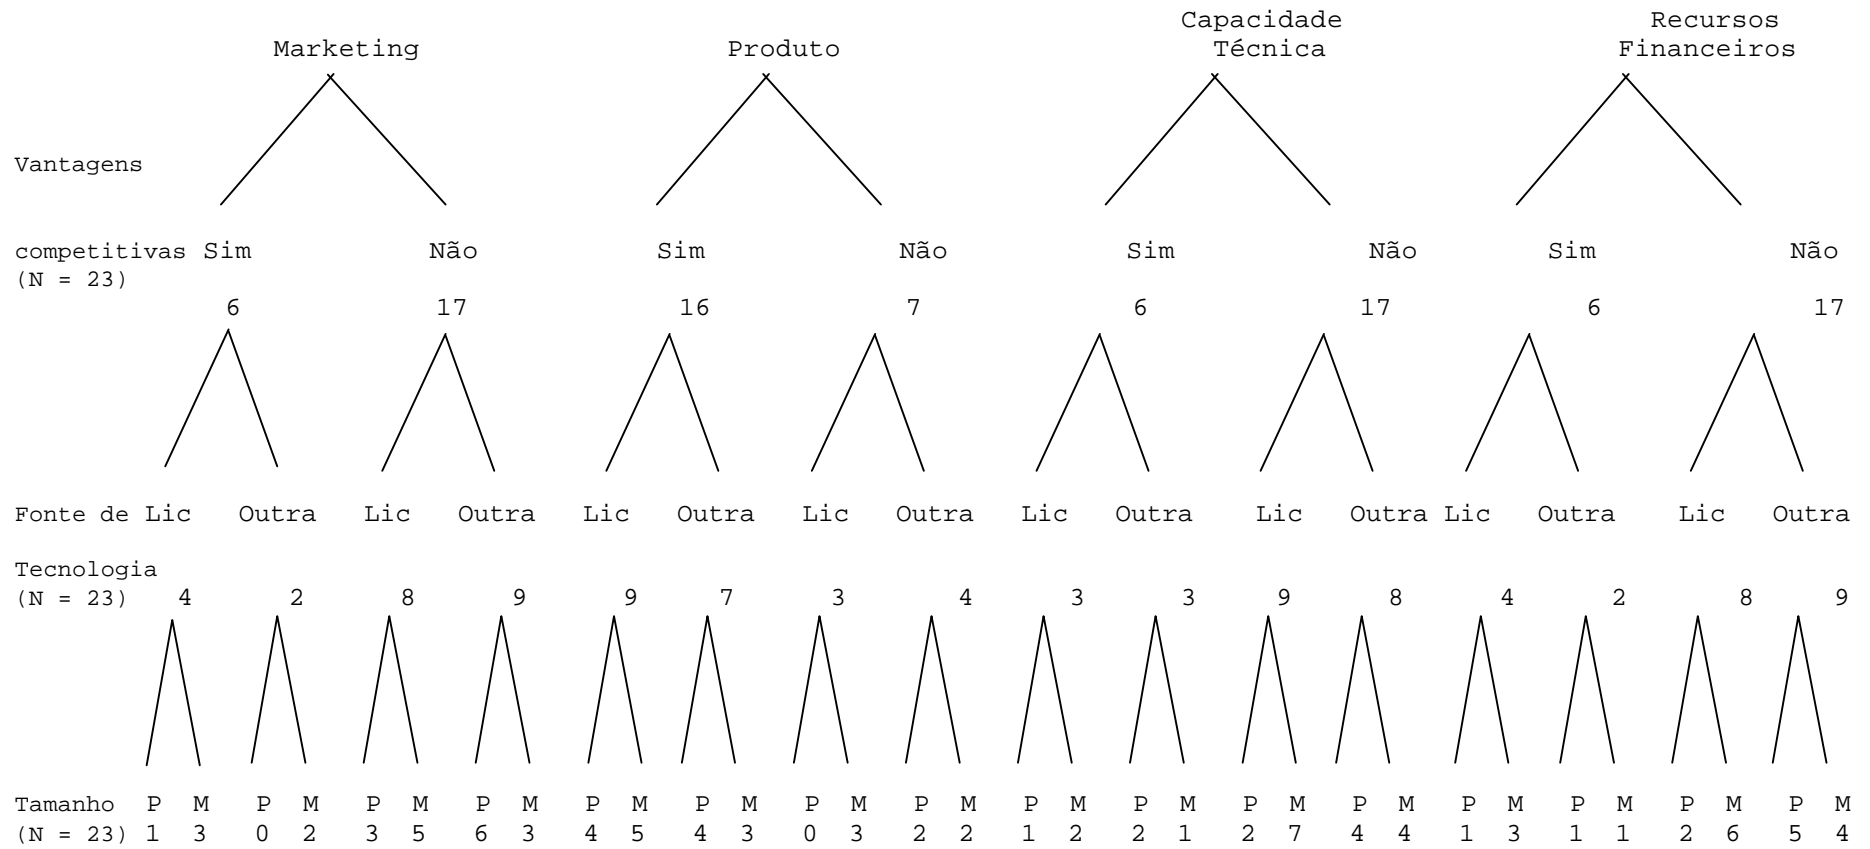 Capacidade Recursos
Marketing Produto Técnica Financeiros
Vantagens
competitivas Sim Não Sim Não Sim Não Sim Não
(N = 23)
6 17 16 7 6 17 6 17
Fonte de Lic Outra Lic Outra Lic Outra Lic Outra Lic Outra Lic Outra Lic Outra Lic Outra
Tecnologia
(N = 23) 4 2 8 9 9 7 3 4 3 3 9 8 4 2 8 9
Tamanho P M P M P M P M P M P M P M P M P M P M P M P M P M P M P M P M
(N = 23) 1 3 0 2 3 5 6 3 4 5 4 3 0 3 2 2 1 2 2 1 2 7 4 4 1 3 1 1 2 6 5 4